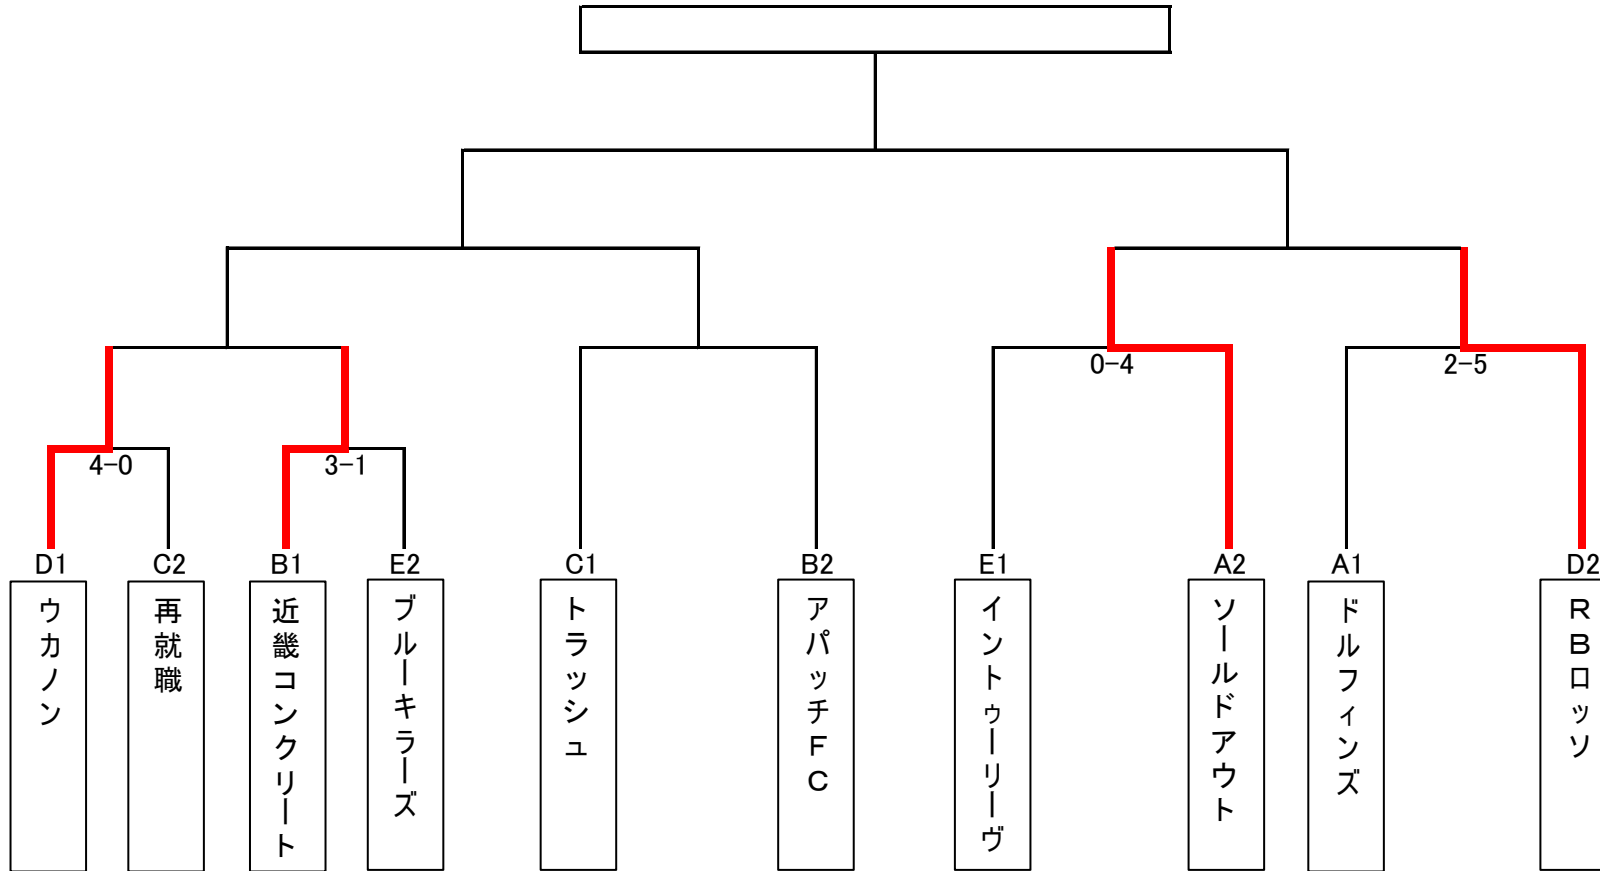 0-4
2-5
4-0
3-1
D1
C2
B1
E2
C1
B2
E1
A2
A1
D2
ウカノン
再就職
近畿コンクリート
ブルーキラーズ
トラッシュ
アパッチFC
イントゥーリーヴ
ソールドアウト
ドルフィンズ
RBロッソ